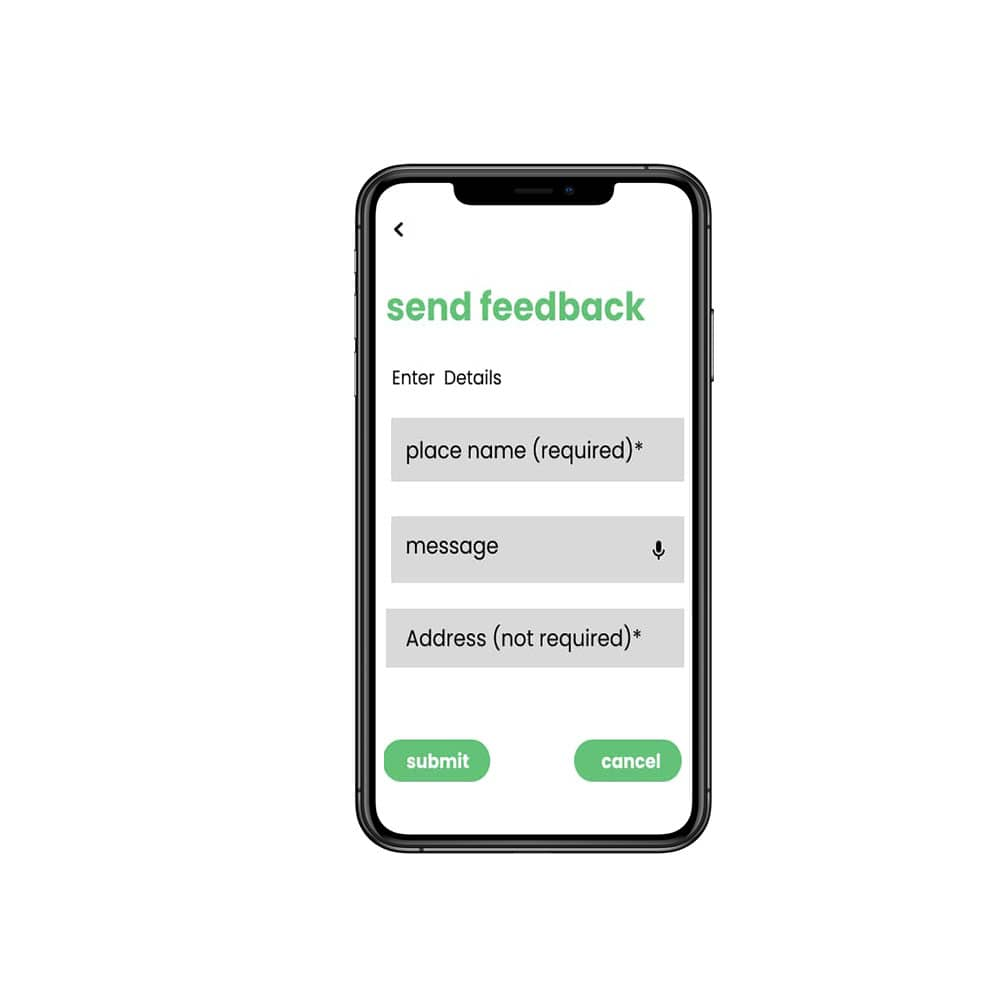 send feedback
Enter Details
place name (required)*
message
Address (not required)*
submit
cancel